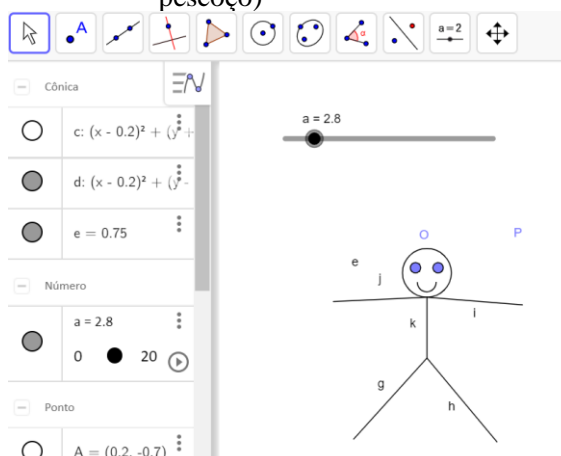 pescoço)
A
α
a=2
Cônica
c: (x - 0.2)² + (y +
d: (x - 0.2)² + (y -
e = 0.75
Número
a = 2.8
0 20
Ponto
A = (0.2, -0.7)
a = 2.8
O
P
e
j
i
k
g
h